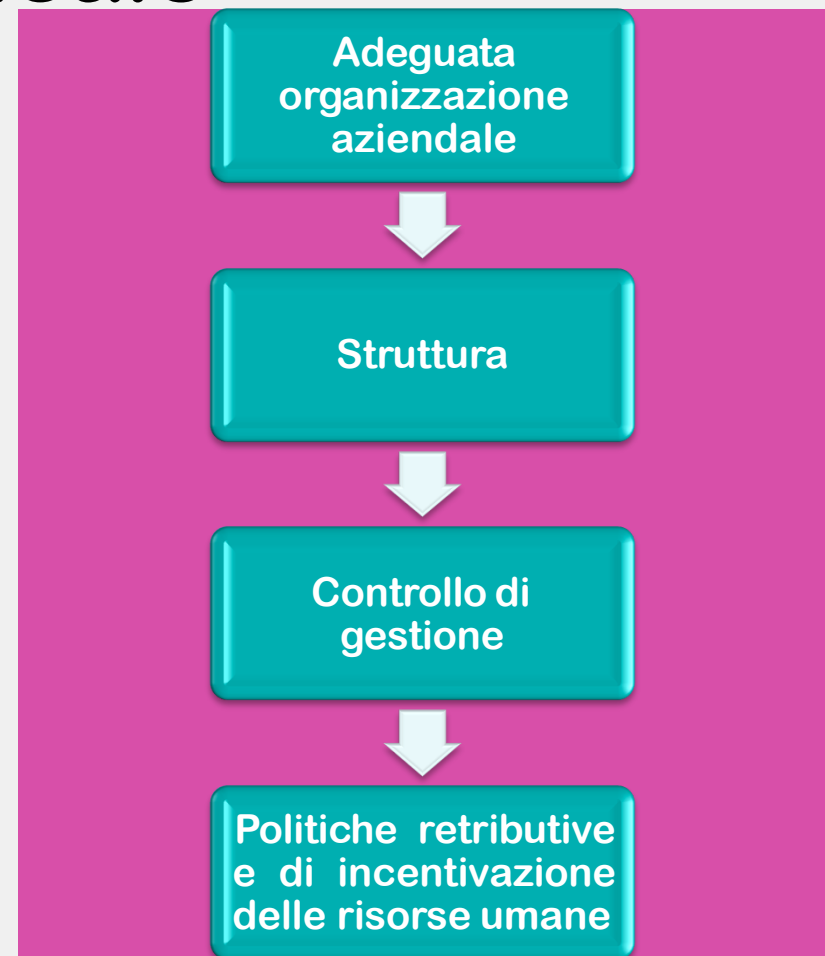 Adeguata
organizzazione
aziendale
Struttura
Controllo di
gestione
Politiche retributive
e di incentivazione
delle risorse umane